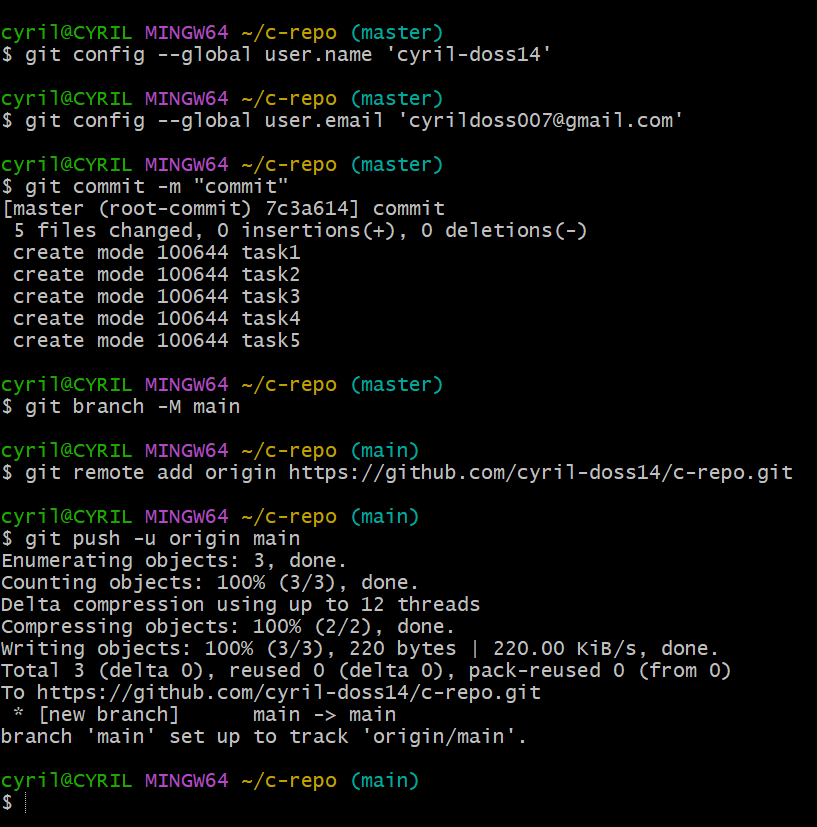 cyril@CYRIL MINGW64 ~/c-repo (master)
$ git config --global user.name 'cyril-doss14'
cyril@CYRIL MINGW64 ~/c-repo (master)
$ git config --global user.email 'cyrildoss007@gmail.com'
cyril@CYRIL MINGW64 ~/c-repo (master)
$ git commit -m "commit"
[master (root-commit) 7c3a614] commit
 5 files changed, 0 insertions(+), 0 deletions(-)
 create mode 100644 task1
 create mode 100644 task2
 create mode 100644 task3
 create mode 100644 task4
 create mode 100644 task5
cyril@CYRIL MINGW64 ~/c-repo (master)
$ git branch -M main
cyril@CYRIL MINGW64 ~/c-repo (main)
$ git remote add origin https://github.com/cyril-doss14/c-repo.git
cyril@CYRIL MINGW64 ~/c-repo (main)
$ git push -u origin main
Enumerating objects: 3, done.
Counting objects: 100% (3/3), done.
Delta compression using up to 12 threads
Compressing objects: 100% (2/2), done.
Writing objects: 100% (3/3), 220 bytes | 220.00 KiB/s, done.
Total 3 (delta 0), reused 0 (delta 0), pack-reused 0 (from 0)
To https://github.com/cyril-doss14/c-repo.git
 * [new branch]      main -> main
branch 'main' set up to track 'origin/main'.
cyril@CYRIL MINGW64 ~/c-repo (main)
$